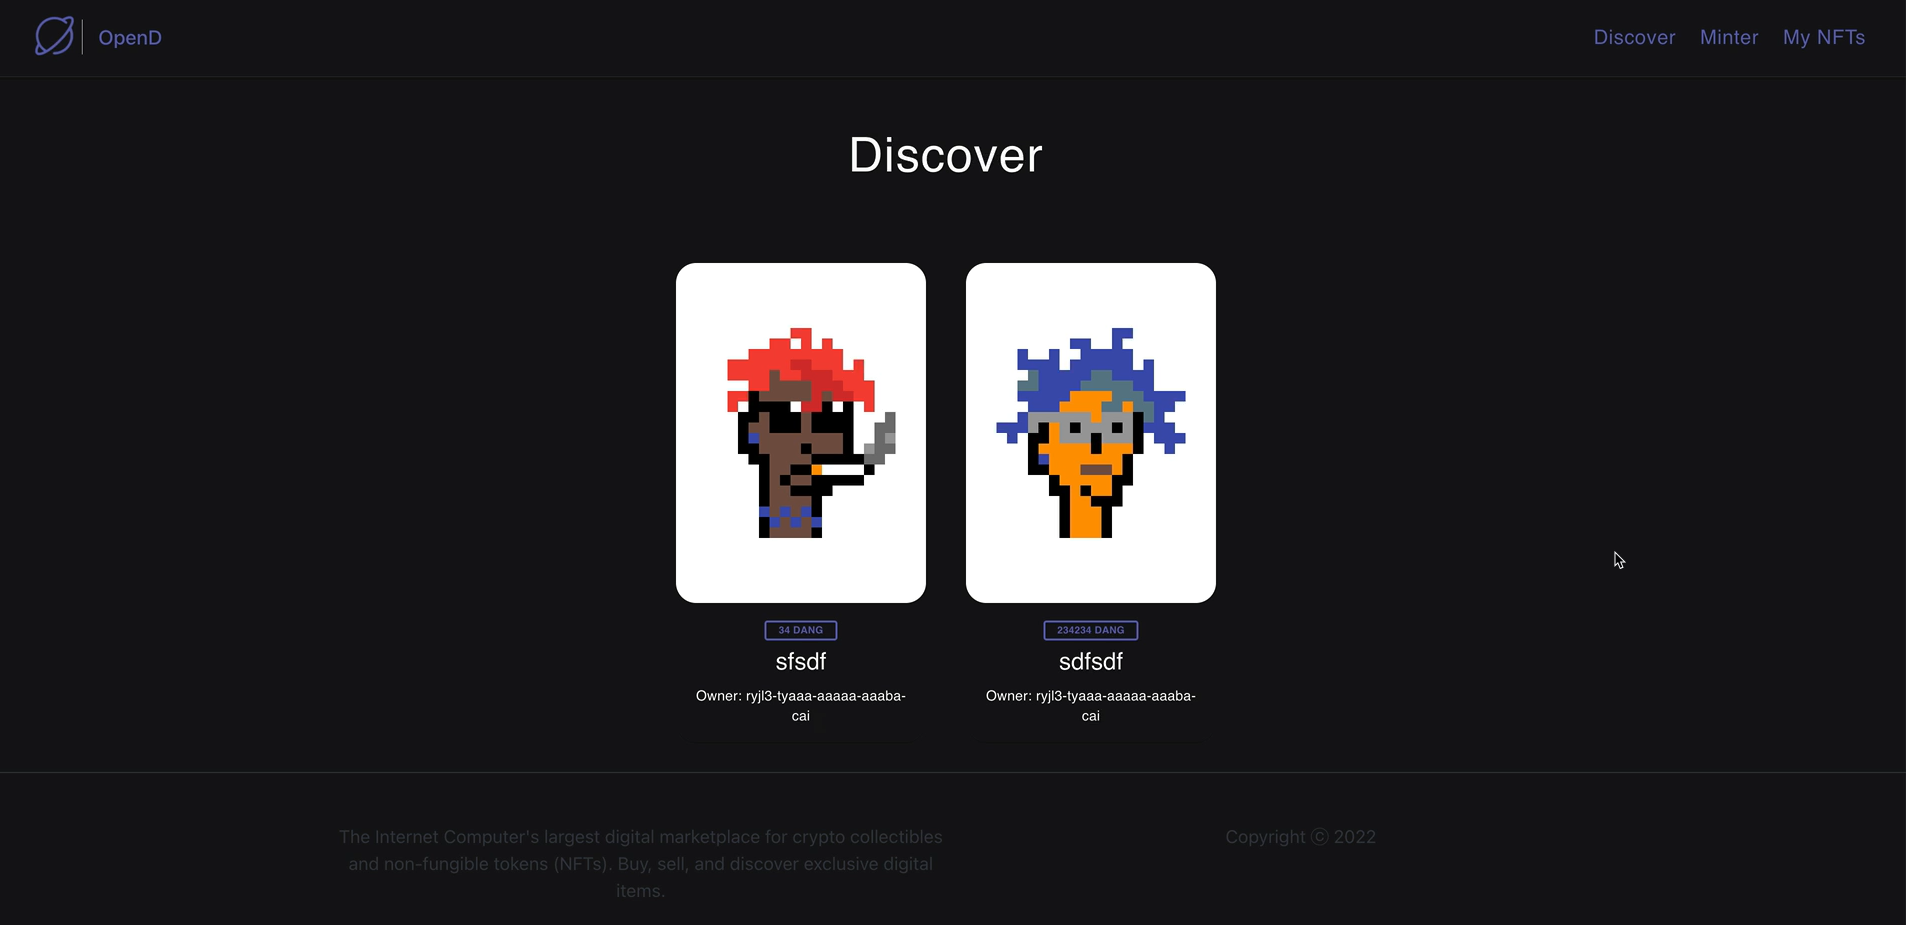 OpenD
Discover Minter My NFTs
Discover
34 DANG
sfsdf
Owner: ryjl3-tyaaa-aaaaa-aaaba-
cai
234234 DANG
sdfsdf
Owner: ryjl3-tyaaa-aaaaa-aaaba-
cai
The Internet Computer's largest digital marketplace for crypto collectibles
and non-fungible tokens (NFTs). Buy, sell, and discover exclusive digital
items.
Copyright ⓒ 2022